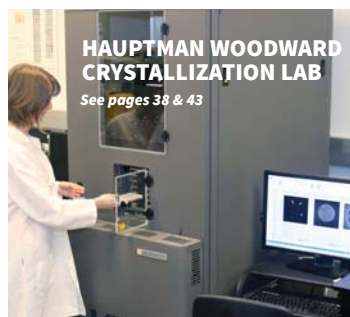 HAUPTMAN WOODWARD
CRYSTALLIZATION LAB
See pages 38 & 43